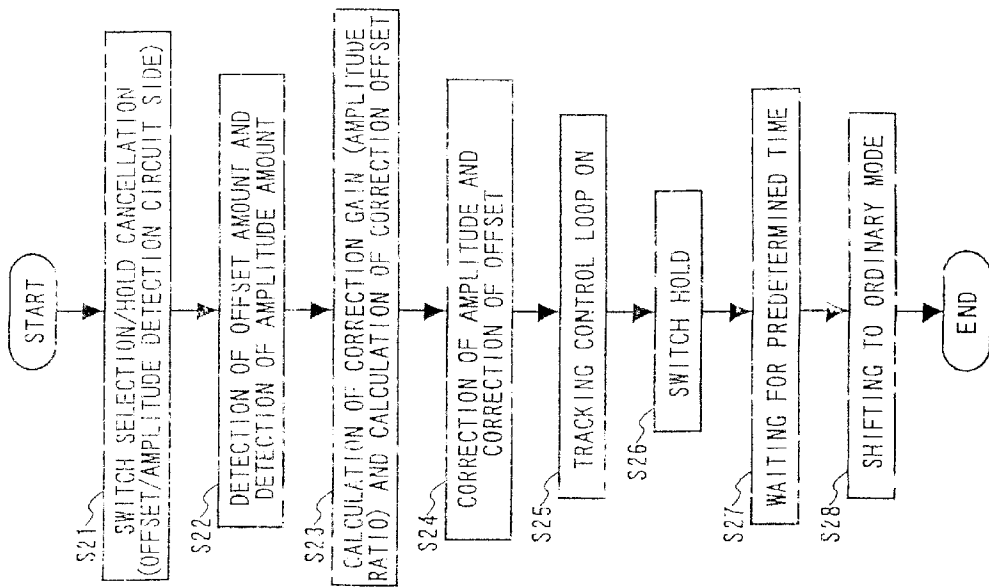 START
S21
SWITCH SELECTION/HOLD CANCELLATION
(OFFSET/AMPLITUDE DETECTION CIRCUIT SIDE)
S22
DETECTION OF OFFSET AMOUNT AND
DETECTION OF AMPLITUDE AMOUNT
S23
CALCULATION OF CORRECTION GAIN (AMPLITUDE
RATIO) AND CALCULATION OF CORRECTION OFFSET
S24
CORRECTION OF AMPLITUDE AND
CORRECTION OF OFFSET
S25
TRACKING CONTROL LOOP ON
S26
SWITCH HOLD
S27
WAITING FOR PREDETERMINED TIME
S28
SHIFTING TO ORDINARY MODE
END